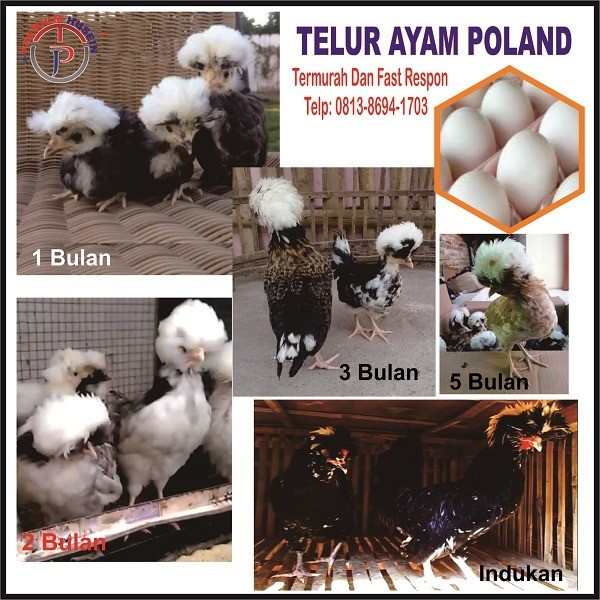 TELUR AYAM POLAND
Termurah Dan Fast Respon
Telp: 0813-8694-1703
1 Bulan
3 Bulan
5 Bulan
2 Bulan
Indukan